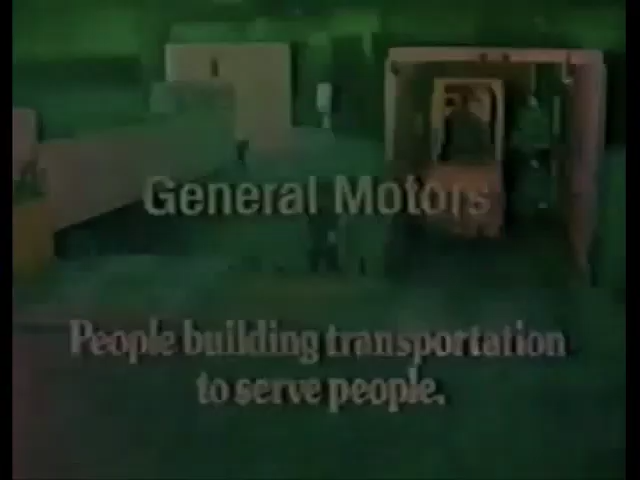 General Motors
People building transportation
to serve people.